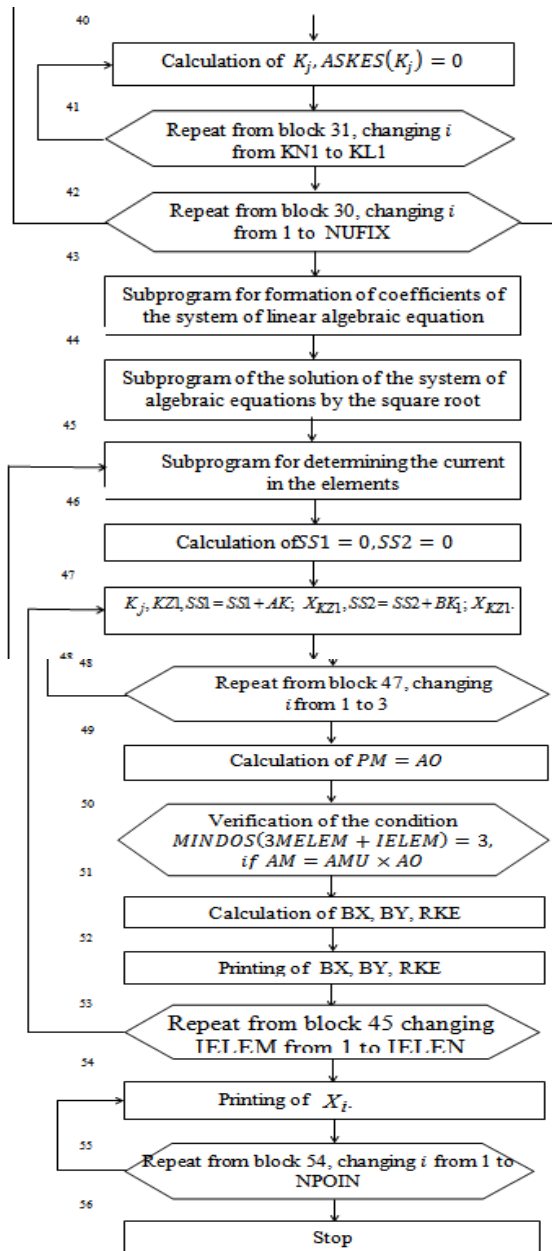 40
Calculation of K_j, ASKES(K_j) = 0
41
Repeat from block 31, changing i
from KN1 to KL1
42
Repeat from block 30, changing i
from 1 to NUFIX
43
Subprogram for formation of coefficients of
the system of linear algebraic equation
44
Subprogram of the solution of the system of
algebraic equations by the square root
45
Subprogram for determining the current
in the elements
46
Calculation ofSS1 = 0, SS2 = 0
47
K_j, KZ1, SS1= SS1+ AK; X_KZ1, SS2= SS2+ BK_1; X_KZ1.
48
48
Repeat from block 47, changing
i from 1 to 3
49
Calculation of PM = AO
50
Verification of the condition
MINDOS(3MELEM + IELEM) = 3,
if AM = AMU × AO
51
Calculation of BX, BY, RKE
52
Printing of BX, BY, RKE
53
Repeat from block 45 changing
IELEM from 1 to IELEN
54
Printing of X_i.
55
Repeat from block 54, changing i from 1 to
NPOIN
56
Stop